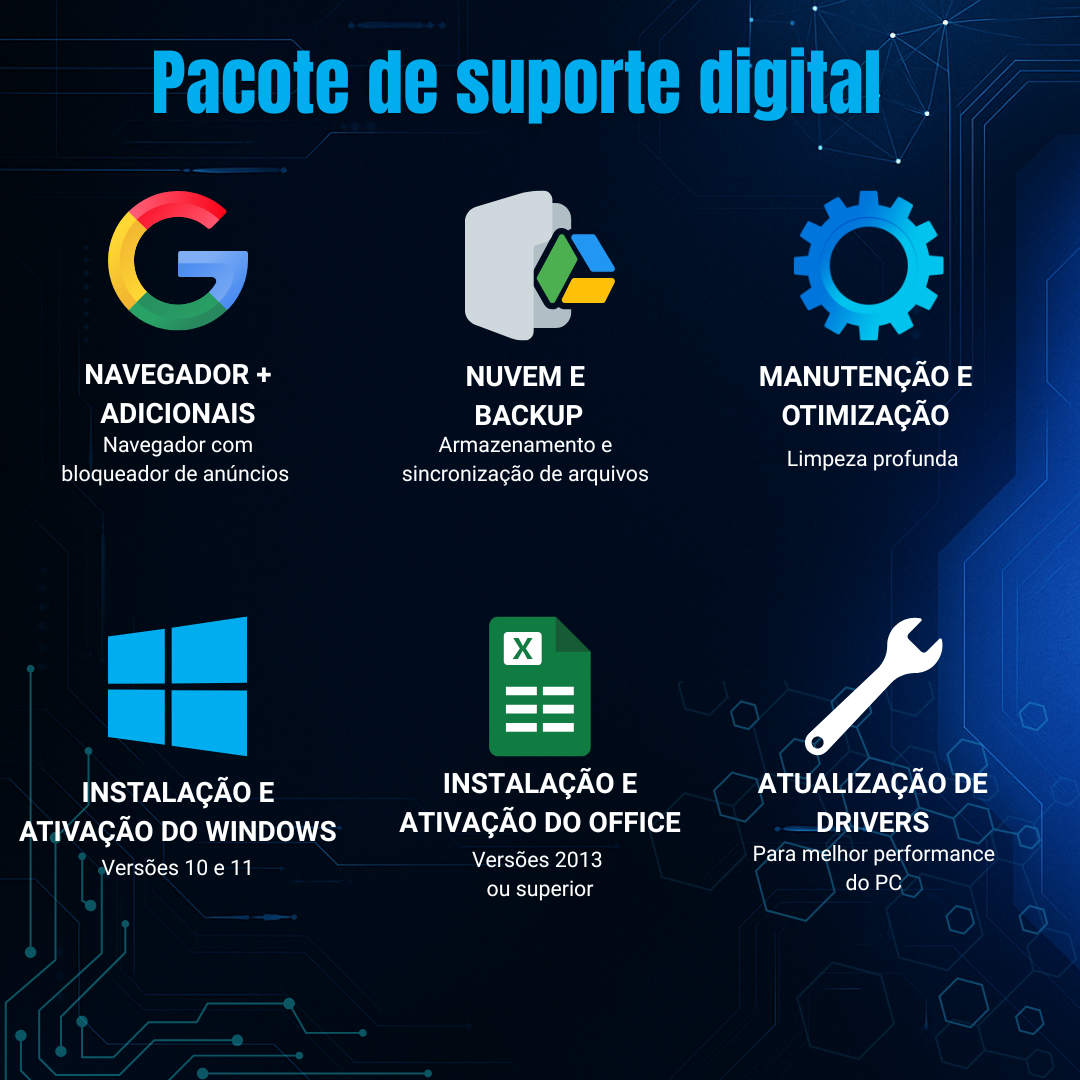 Pacote de suporte digital
NAVEGADOR +
ADICIONAIS
Navegador com
bloqueador de anúncios
NUVEM E
BACKUP
Armazenamento e
sincronização de arquivos
MANUTENÇÃO E
OTIMIZAÇÃO
Limpeza profunda
INSTALAÇÃO E
ATIVAÇÃO DO WINDOWS
Versões 10 e 11
X
INSTALAÇÃO E
ATIVAÇÃO DO OFFICE
Versões 2013
ou superior
ATUALIZAÇÃO DE
DRIVERS
Para melhor performance
do PC